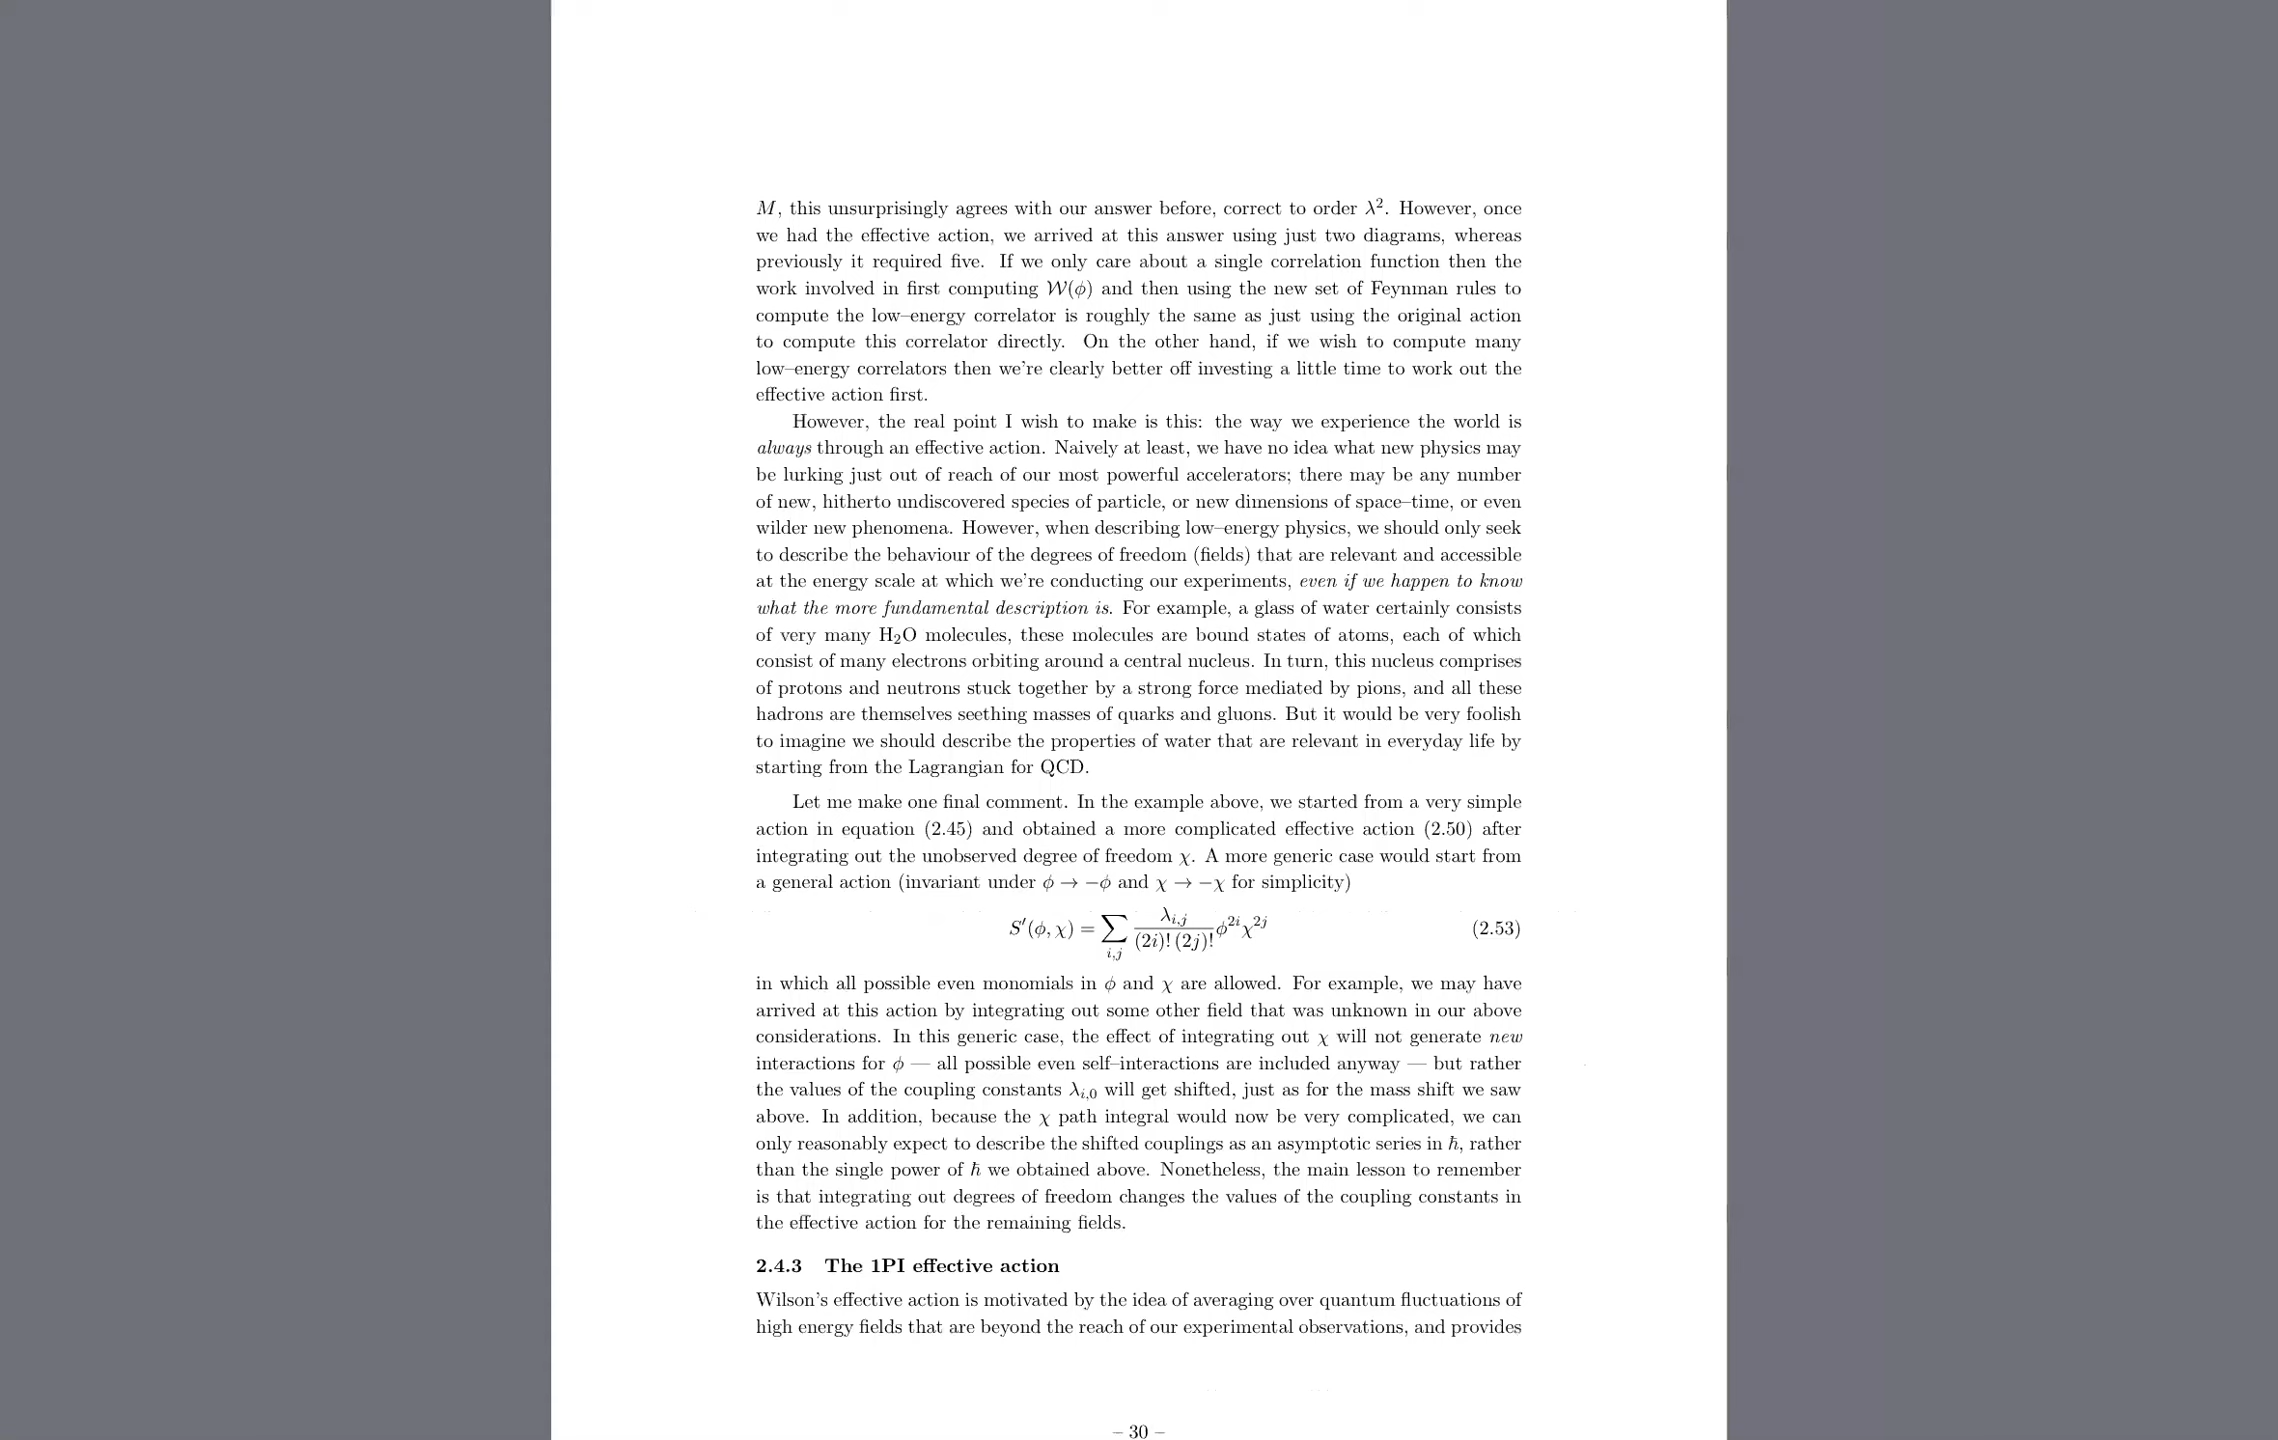 M, this unsurprisingly agrees with our answer before, correct to order λ². However, once
we had the effective action, we arrived at this answer using just two diagrams, whereas
previously it required five. If we only care about a single correlation function then the
work involved in first computing 𝒲(ϕ) and then using the new set of Feynman rules to
compute the low–energy correlator is roughly the same as just using the original action
to compute this correlator directly. On the other hand, if we wish to compute many
low–energy correlators then we're clearly better off investing a little time to work out the
effective action first.
However, the real point I wish to make is this: the way we experience the world is
always through an effective action. Naively at least, we have no idea what new physics may
be lurking just out of reach of our most powerful accelerators; there may be any number
of new, hitherto undiscovered species of particle, or new dimensions of space–time, or even
wilder new phenomena. However, when describing low–energy physics, we should only seek
to describe the behaviour of the degrees of freedom (fields) that are relevant and accessible
at the energy scale at which we're conducting our experiments, even if we happen to know
what the more fundamental description is. For example, a glass of water certainly consists
of very many H₂O molecules, these molecules are bound states of atoms, each of which
consist of many electrons orbiting around a central nucleus. In turn, this nucleus comprises
of protons and neutrons stuck together by a strong force mediated by pions, and all these
hadrons are themselves seething masses of quarks and gluons. But it would be very foolish
to imagine we should describe the properties of water that are relevant in everyday life by
starting from the Lagrangian for QCD.
Let me make one final comment. In the example above, we started from a very simple
action in equation (2.45) and obtained a more complicated effective action (2.50) after
integrating out the unobserved degree of freedom χ. A more generic case would start from
a general action (invariant under ϕ → −ϕ and χ → −χ for simplicity)
S′(ϕ, χ) = ∑_{i,j} λ_{i,j} / ((2i)! (2j)!) ϕ^{2i} χ^{2j} (2.53)
in which all possible even monomials in ϕ and χ are allowed. For example, we may have
arrived at this action by integrating out some other field that was unknown in our above
considerations. In this generic case, the effect of integrating out χ will not generate new
interactions for ϕ — all possible even self–interactions are included anyway — but rather
the values of the coupling constants λ_{i,0} will get shifted, just as for the mass shift we saw
above. In addition, because the χ path integral would now be very complicated, we can
only reasonably expect to describe the shifted couplings as an asymptotic series in ℏ, rather
than the single power of ℏ we obtained above. Nonetheless, the main lesson to remember
is that integrating out degrees of freedom changes the values of the coupling constants in
the effective action for the remaining fields.
2.4.3 The 1PI effective action
Wilson's effective action is motivated by the idea of averaging over quantum fluctuations of
high energy fields that are beyond the reach of our experimental observations, and provides
– 30 –